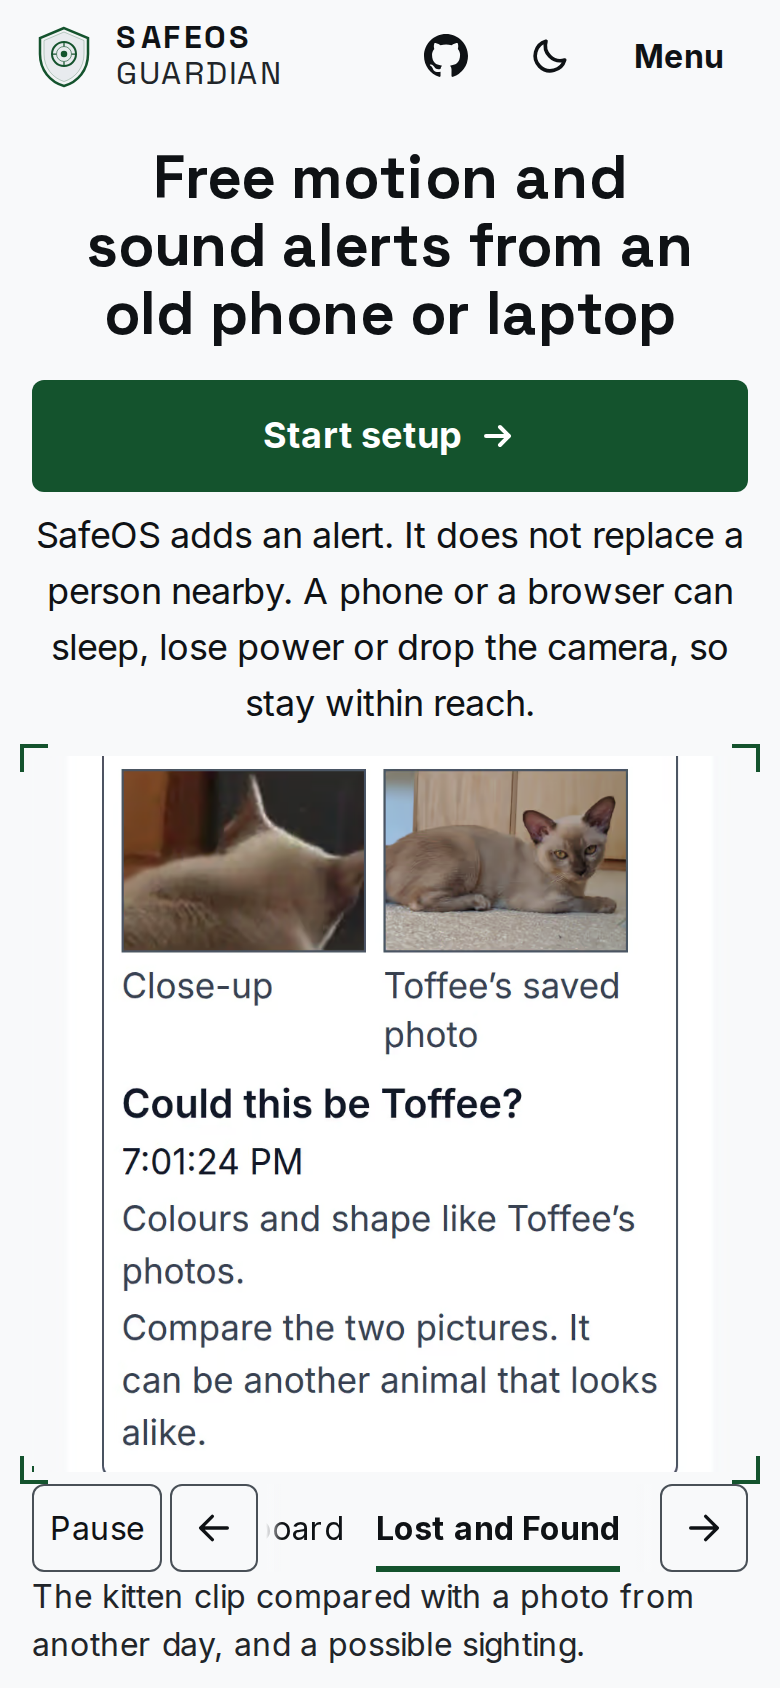 SAFEOS
GUARDIAN
Menu
Free motion and
sound alerts from an
old phone or laptop
Start setup →
SafeOS adds an alert. It does not replace a
person nearby. A phone or a browser can
sleep, lose power or drop the camera, so
stay within reach.
Close-up
Toffee’s saved
photo
Could this be Toffee?
7:01:24 PM
Colours and shape like Toffee’s
photos.
Compare the two pictures. It
can be another animal that looks
alike.
Pause
←
oard
Lost and Found
→
The kitten clip compared with a photo from
another day, and a possible sighting.